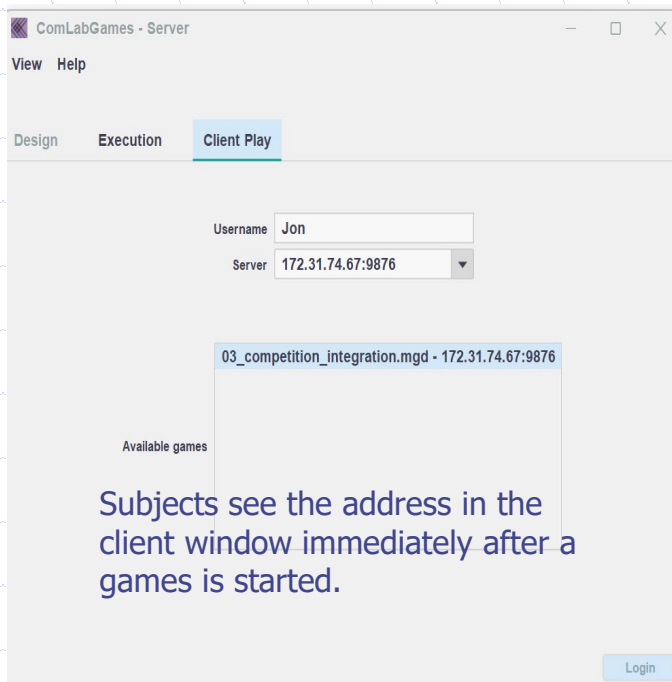 ComLabGames - Server
View Help
Design Execution Client Play
Username Jon
Server 172.31.74.67:9876
03_competition_integration.mgd - 172.31.74.67:9876
Available games
Subjects see the address in the
client window immediately after a
games is started.
Login